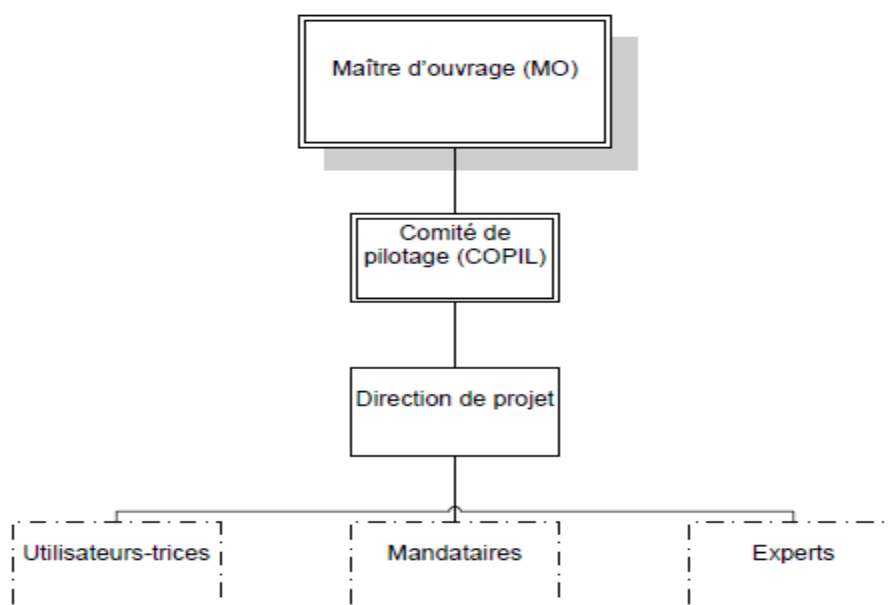 Maître d'ouvrage (MO)
Comité de
pilotage (COPIL)
Direction de projet
Utilisateurs-trices
Mandataires
Experts